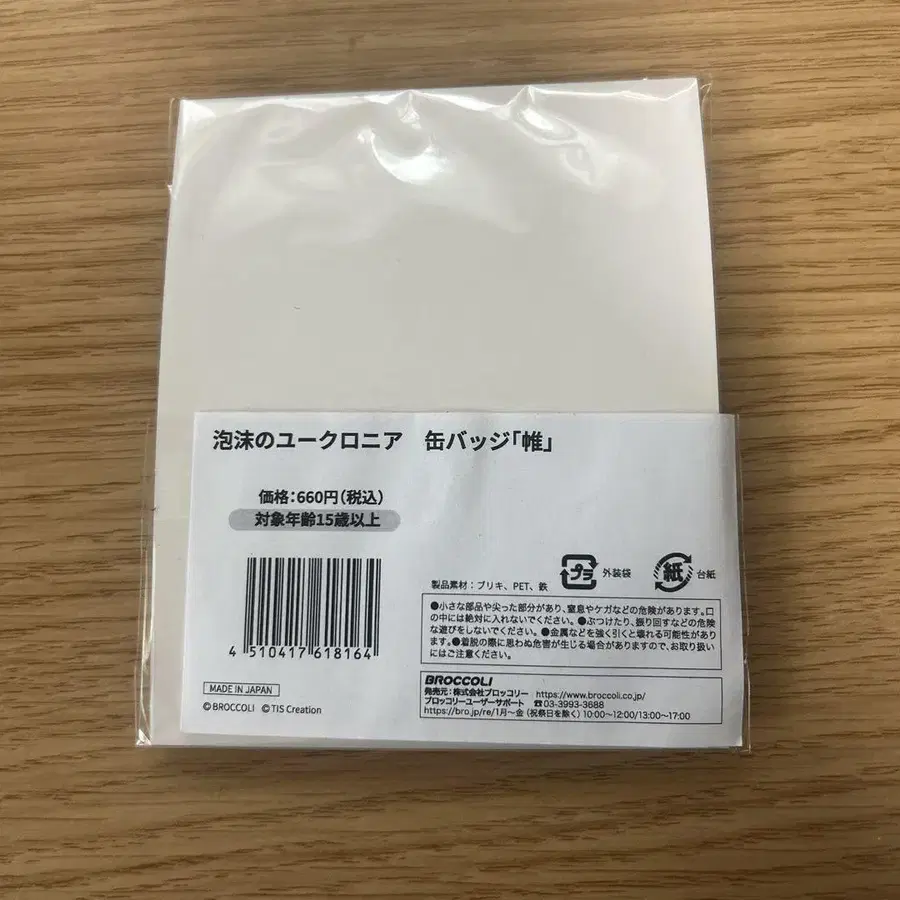 泡沫のユークロニア 缶バッジ「帷」
価格:660円(税込)
対象年齢15歳以上
4 510417 618164
製品素材:ブリキ、PET、鉄
プラ 外装袋
紙 台紙
●小さな部品や尖った部分があり、窒息やケガなどの危険があります。口
の中には絶対に入れないでください。●ぶつけたり、振り回すなどの危険
な遊びをしないでください。●金属などを強く引くと壊れる可能性がありま
す。●着脱の際に思わぬ危害が生じる場合がありますので、お取り扱い
にはご注意ください。
MADE IN JAPAN
©BROCCOLI ©TIS Creation
BROCCOLI
発売元:株式会社ブロッコリー https://www.broccoli.co.jp/
ブロッコリーユーザーサポート ☎03-3993-3688
https://bro.jp/re/1月〜金(祝祭日を除く)10:00〜12:00/13:00〜17:00